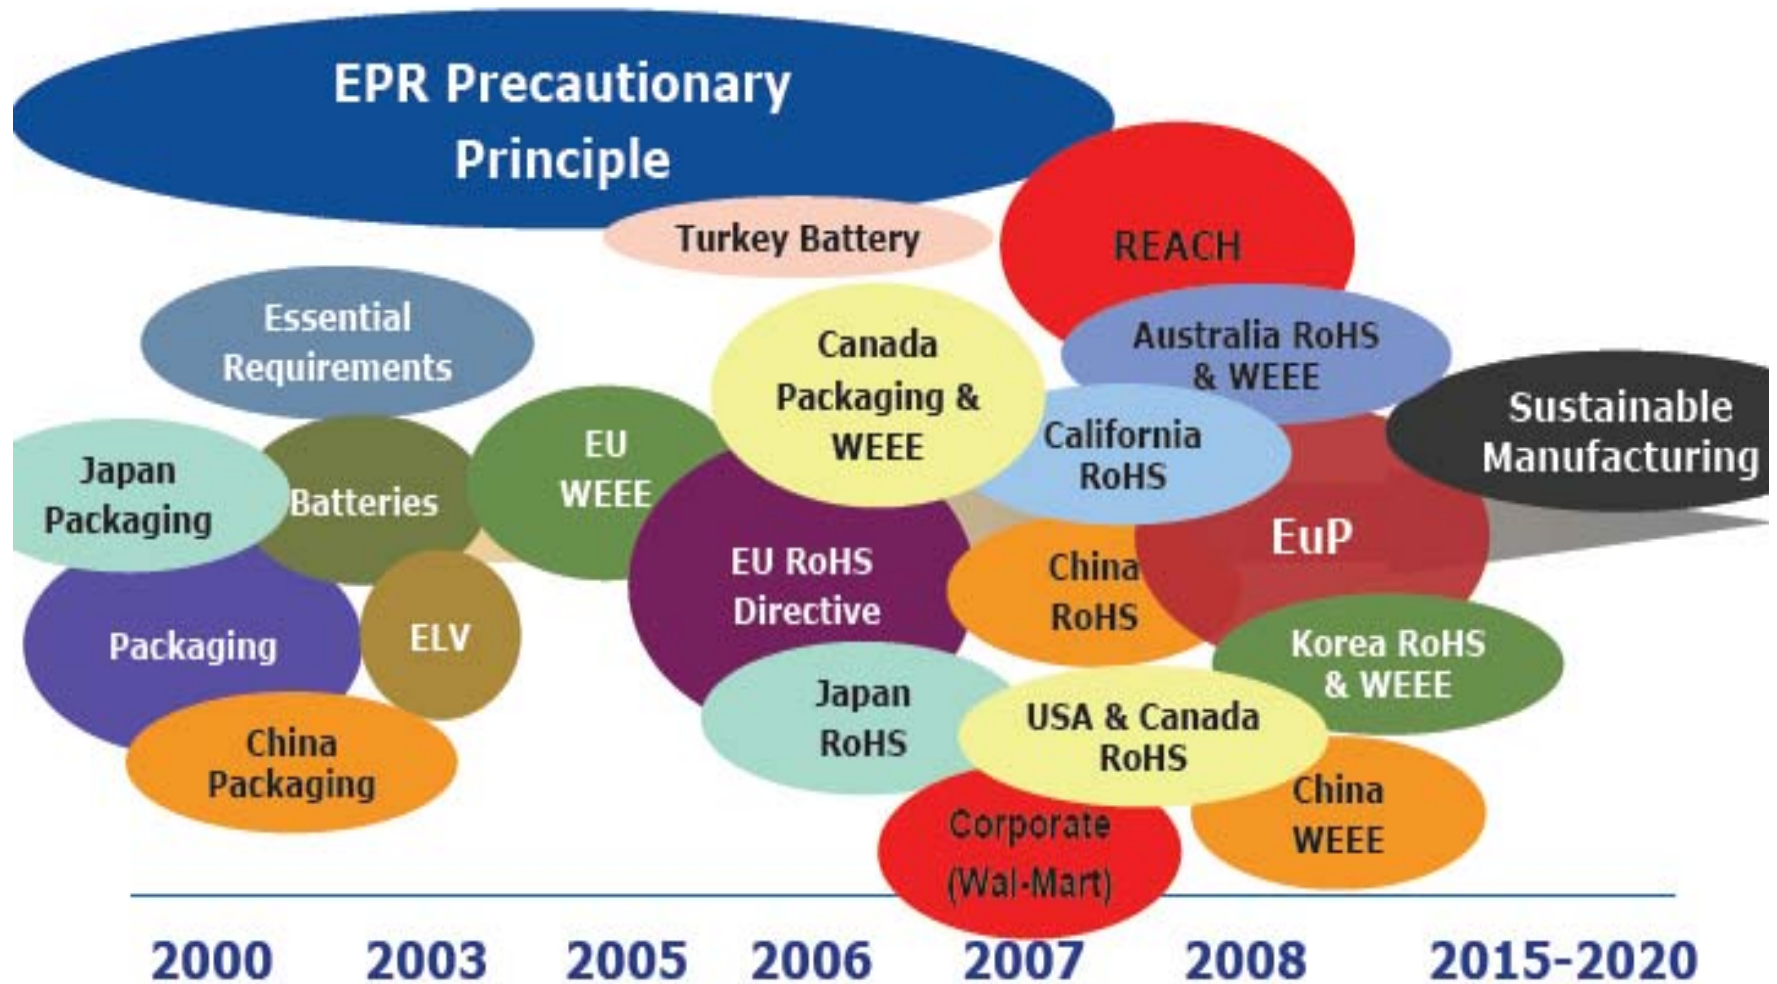 EPR Precautionary
Principle
Turkey Battery
REACH
Essential
Requirements
Canada
Packaging &
WEEE
Australia RoHS
& WEEE
Sustainable
Manufacturing
Japan
Packaging
Batteries
EU
WEEE
California
RoHS
EuP
EU RoHS
Directive
China
RoHS
Packaging
ELV
Korea RoHS
& WEEE
Japan
RoHS
USA & Canada
RoHS
China
Packaging
China
WEEE
Corporate
(Wal-Mart)
2000 2003 2005 2006 2007 2008 2015-2020